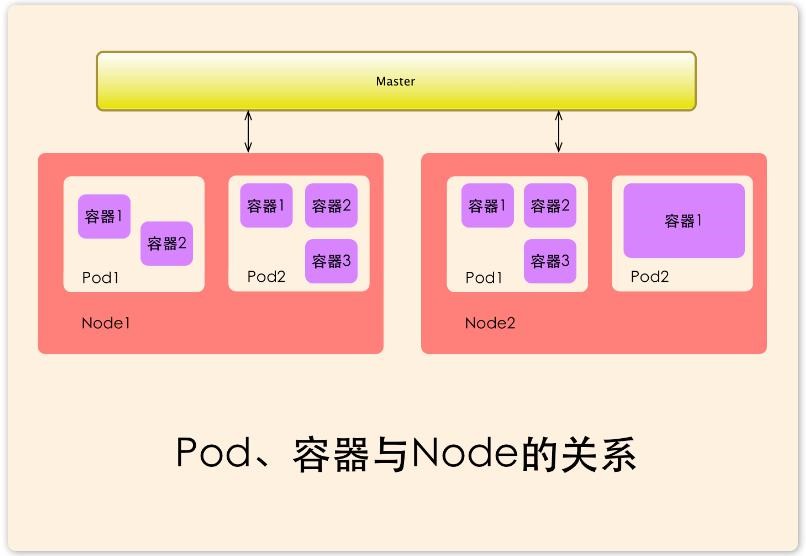 Master
容器1
容器2
Pod1
容器1
容器2
容器3
Pod2
Node1
容器1
容器2
容器3
Pod1
容器1
Pod2
Node2
Pod、容器与Node的关系